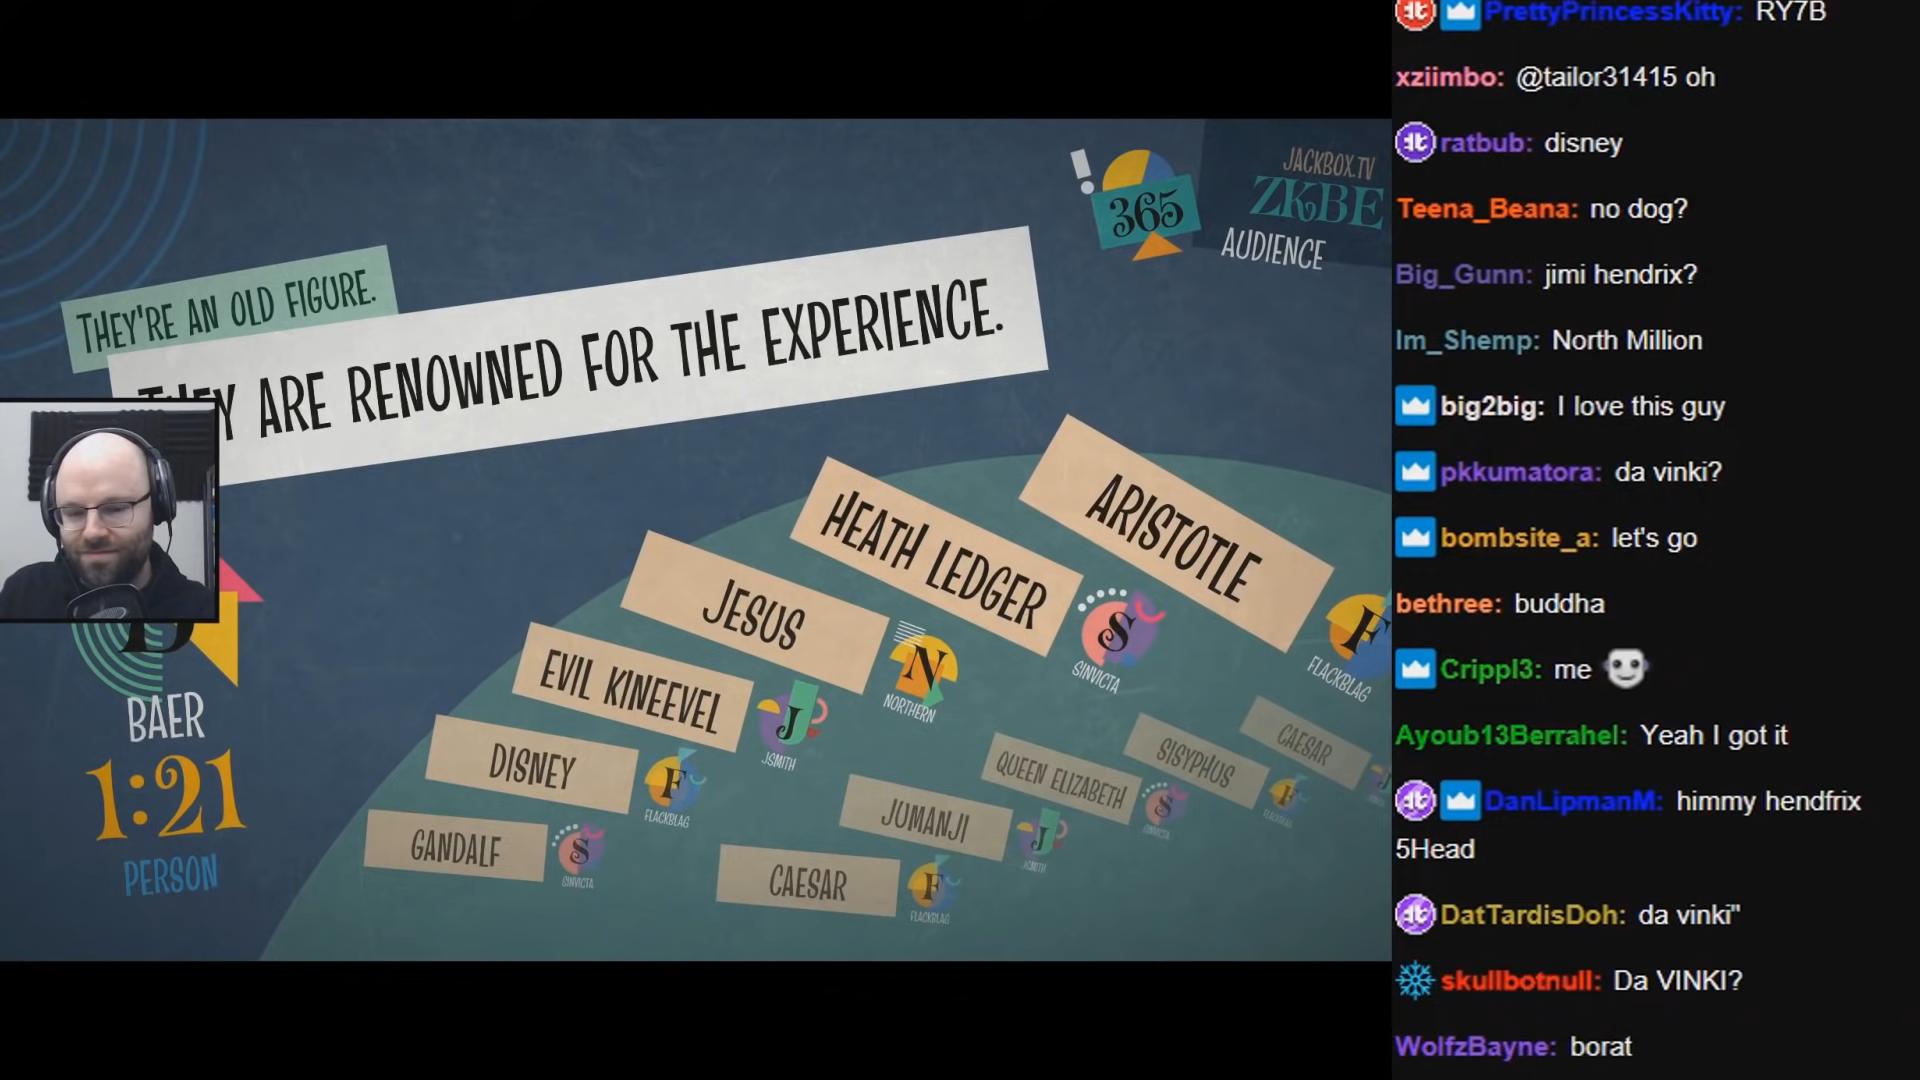 JACKBOX.TV
ZKBE
365
AUDIENCE
THEY'RE AN OLD FIGURE.
THEY ARE RENOWNED FOR THE EXPERIENCE.
ARISTOTLE
F
FLACKBLAG
HEATH LEDGER
S
SINVICTA
JESUS
N
NORTHERN
EVIL KINEEVEL
J
JSMITH
DISNEY
F
FLACKBLAG
GANDALF
S
SINVICTA
CAESAR
SISYPHUS
F
FLACKBLAG
QUEEN ELIZABETH
S
SINVICTA
JUMANJI
J
JSMITH
CAESAR
F
FLACKBLAG
BAER
1:21
PERSON
PrettyPrincessKitty: RY7B
xziimbo: @tailor31415 oh
ratbub: disney
Teena_Beana: no dog?
Big_Gunn: jimi hendrix?
Im_Shemp: North Million
big2big: I love this guy
pkkumatora: da vinki?
bombsite_a: let's go
bethree: buddha
Crippl3: me
Ayoub13Berrahel: Yeah I got it
DanLipmanM: himmy hendfrix
5Head
DatTardisDoh: da vinki"
skullbotnull: Da VINKI?
WolfzBayne: borat